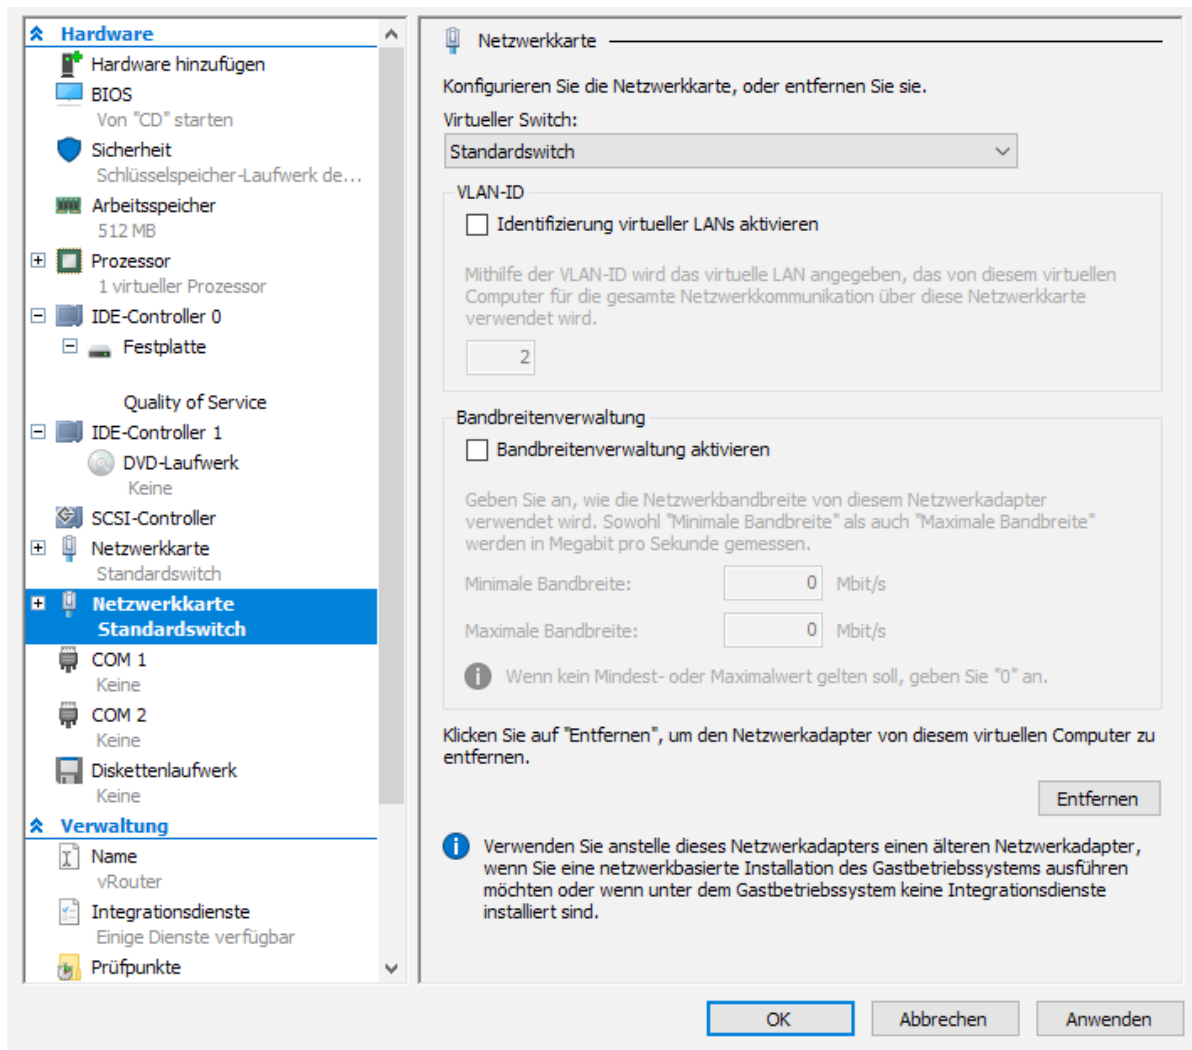 Hardware
Hardware hinzufügen
BIOS
Von "CD" starten
Sicherheit
Schlüsselspeicher-Laufwerk de...
Arbeitsspeicher
512 MB
Prozessor
1 virtueller Prozessor
IDE-Controller 0
Festplatte
Quality of Service
IDE-Controller 1
DVD-Laufwerk
Keine
SCSI-Controller
Netzwerkkarte
Standardswitch
Netzwerkkarte
Standardswitch
COM 1
Keine
COM 2
Keine
Diskettenlaufwerk
Keine
Verwaltung
Name
vRouter
Integrationsdienste
Einige Dienste verfügbar
Prüfpunkte
Netzwerkkarte
Konfigurieren Sie die Netzwerkkarte, oder entfernen Sie sie.
Virtueller Switch:
Standardswitch
VLAN-ID
Identifizierung virtueller LANs aktivieren
Mithilfe der VLAN-ID wird das virtuelle LAN angegeben, das von diesem virtuellen
Computer für die gesamte Netzwerkkommunikation über diese Netzwerkkarte
verwendet wird.
2
Bandbreitenverwaltung
Bandbreitenverwaltung aktivieren
Geben Sie an, wie die Netzwerkbandbreite von diesem Netzwerkadapter
verwendet wird. Sowohl "Minimale Bandbreite" als auch "Maximale Bandbreite"
werden in Megabit pro Sekunde gemessen.
Minimale Bandbreite: 0 Mbit/s
Maximale Bandbreite: 0 Mbit/s
Wenn kein Mindest- oder Maximalwert gelten soll, geben Sie "0" an.
Klicken Sie auf "Entfernen", um den Netzwerkadapter von diesem virtuellen Computer zu
entfernen.
Entfernen
Verwenden Sie anstelle dieses Netzwerkadapters einen älteren Netzwerkadapter,
wenn Sie eine netzwerkbasierte Installation des Gastbetriebssystems ausführen
möchten oder wenn unter dem Gastbetriebssystem keine Integrationsdienste
installiert sind.
OK Abbrechen Anwenden